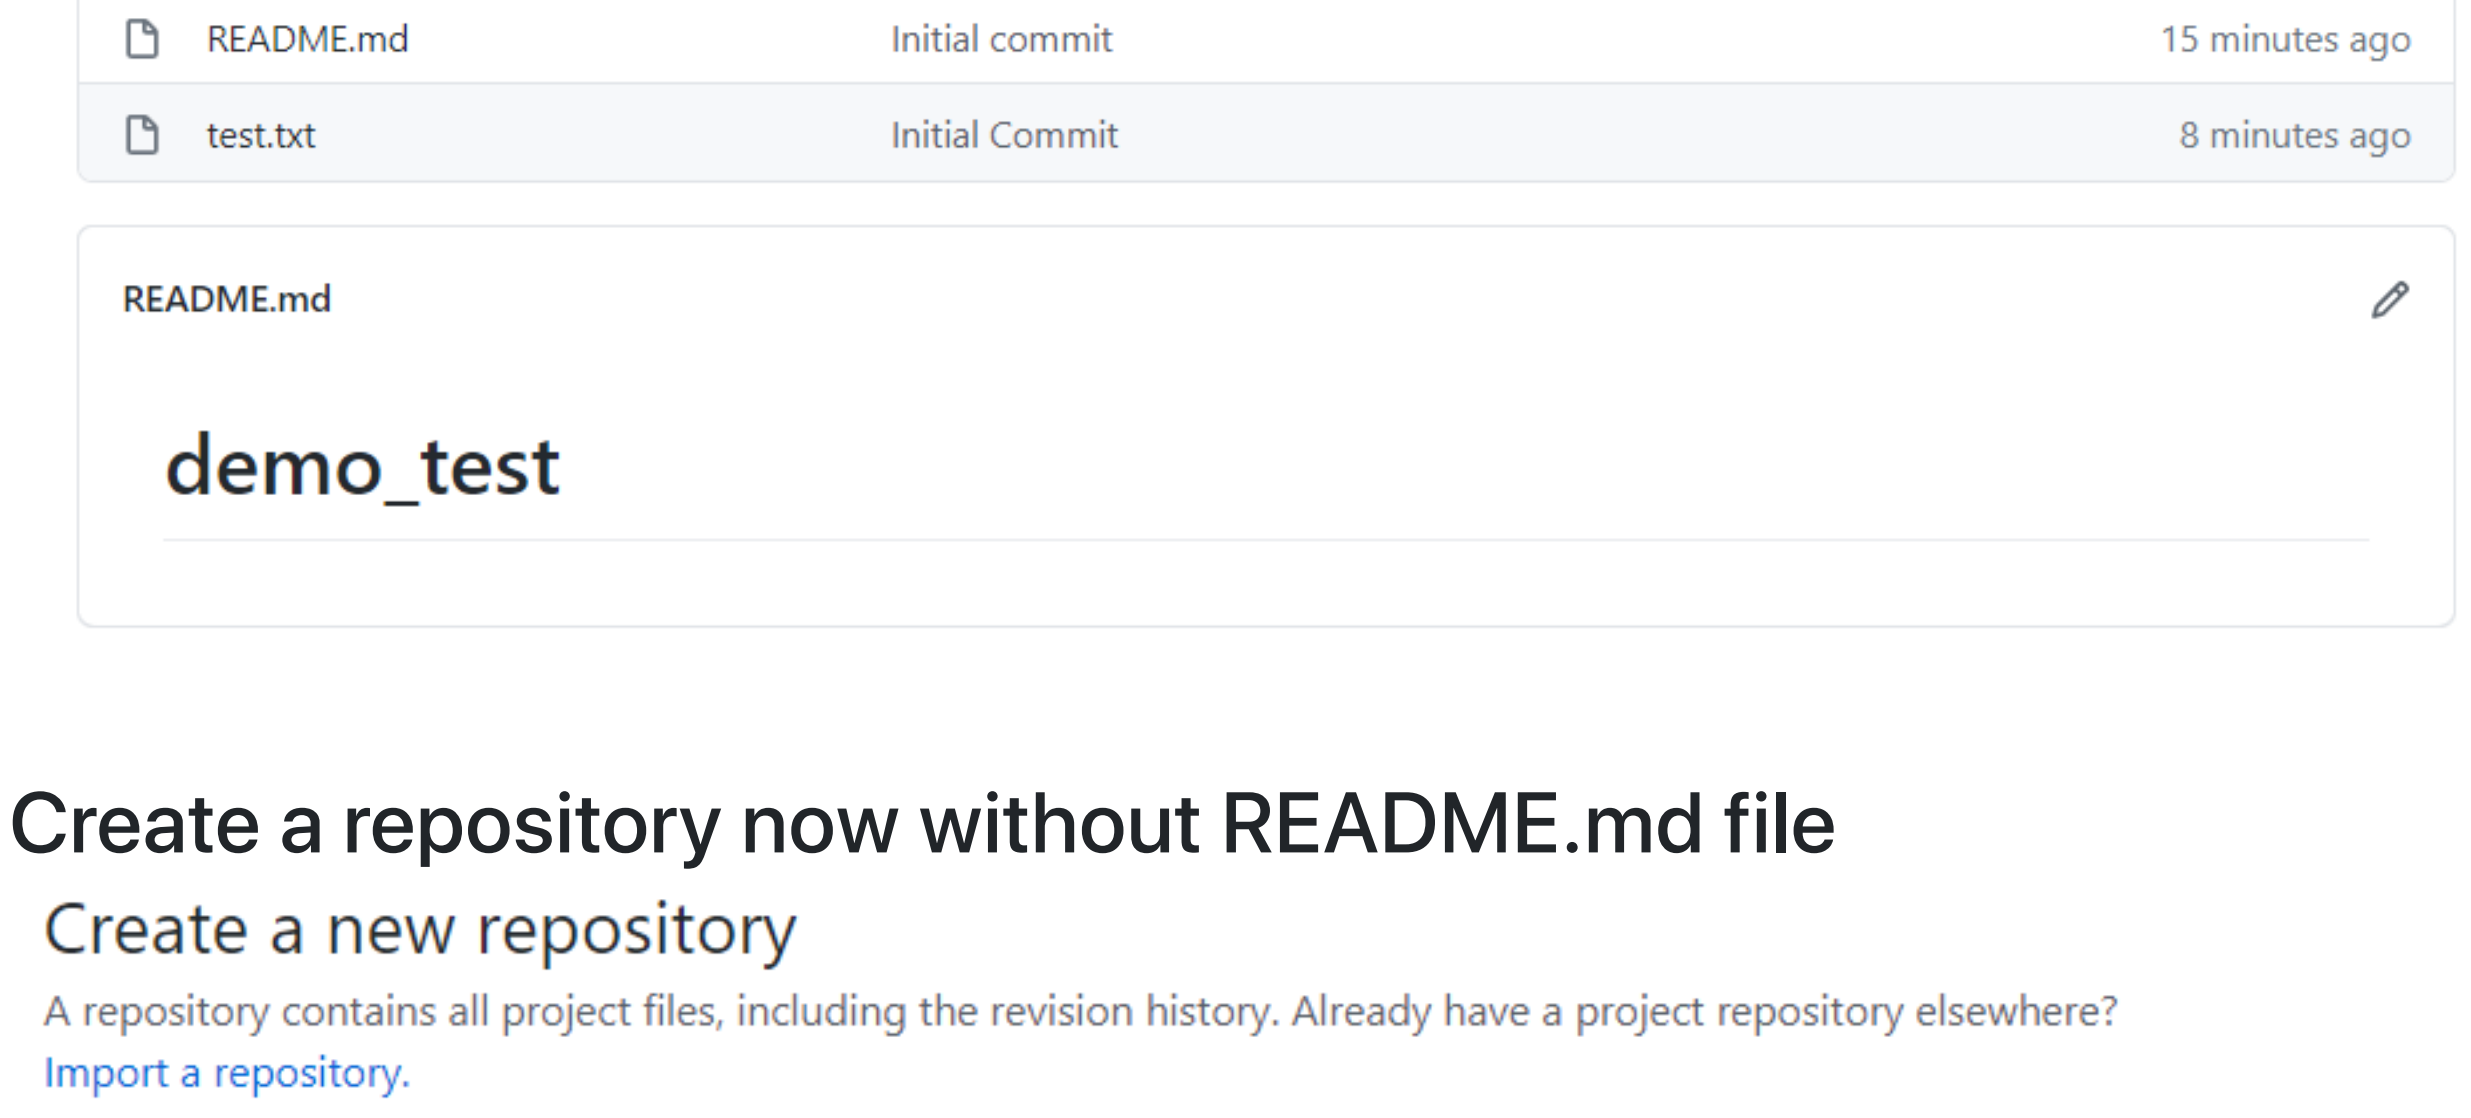 README.md Initial commit 15 minutes ago
test.txt Initial Commit 8 minutes ago
README.md
demo_test
Create a repository now without README.md file
Create a new repository
A repository contains all project files, including the revision history. Already have a project repository elsewhere?
Import a repository.